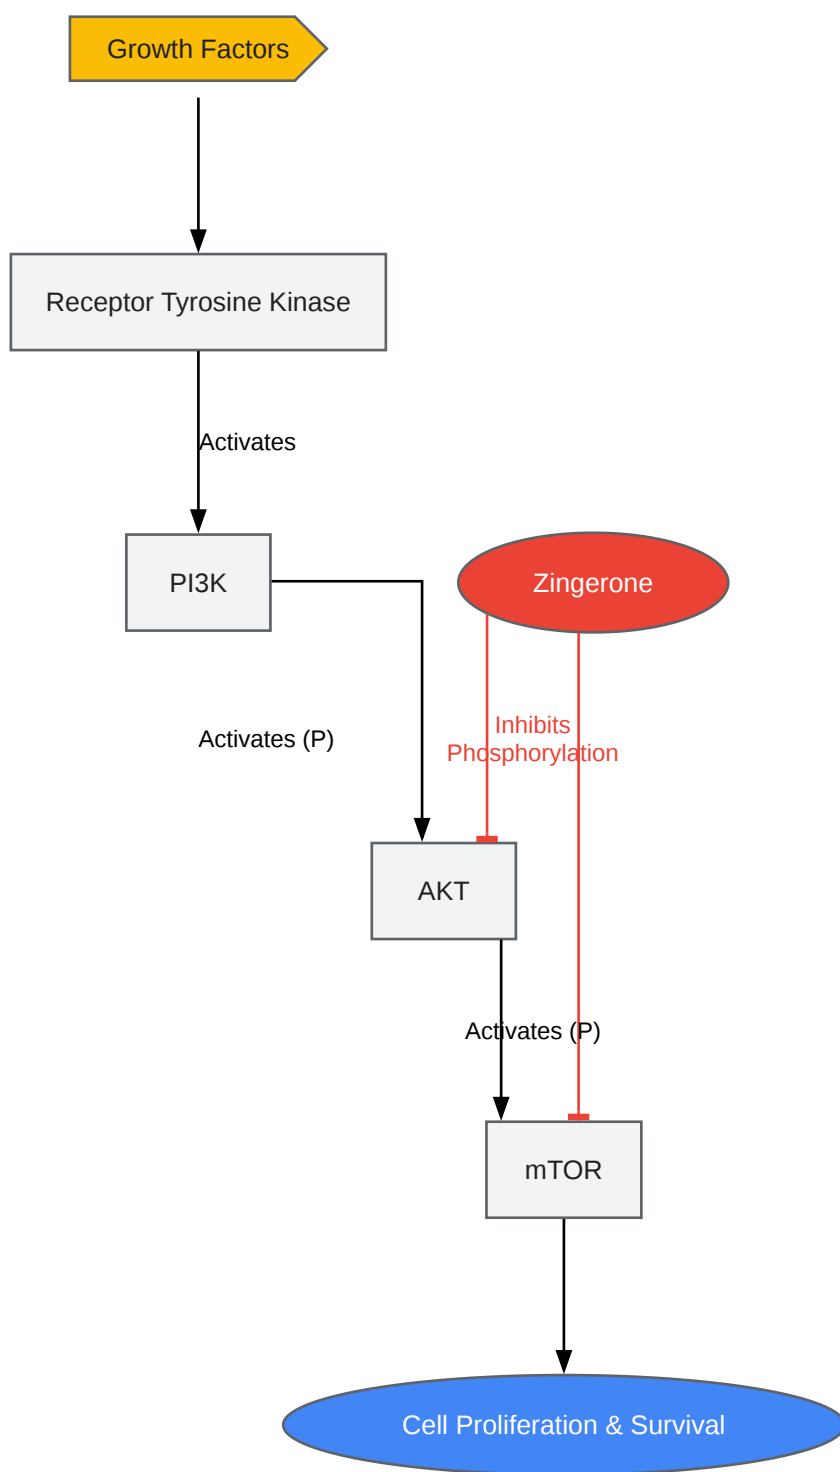 Growth Factors
Receptor Tyrosine Kinase
Activates
PI3K
Zingerone
Activates (P)
Inhibits
Phosphorylation
AKT
Activates (P)
mTOR
Cell Proliferation & Survival